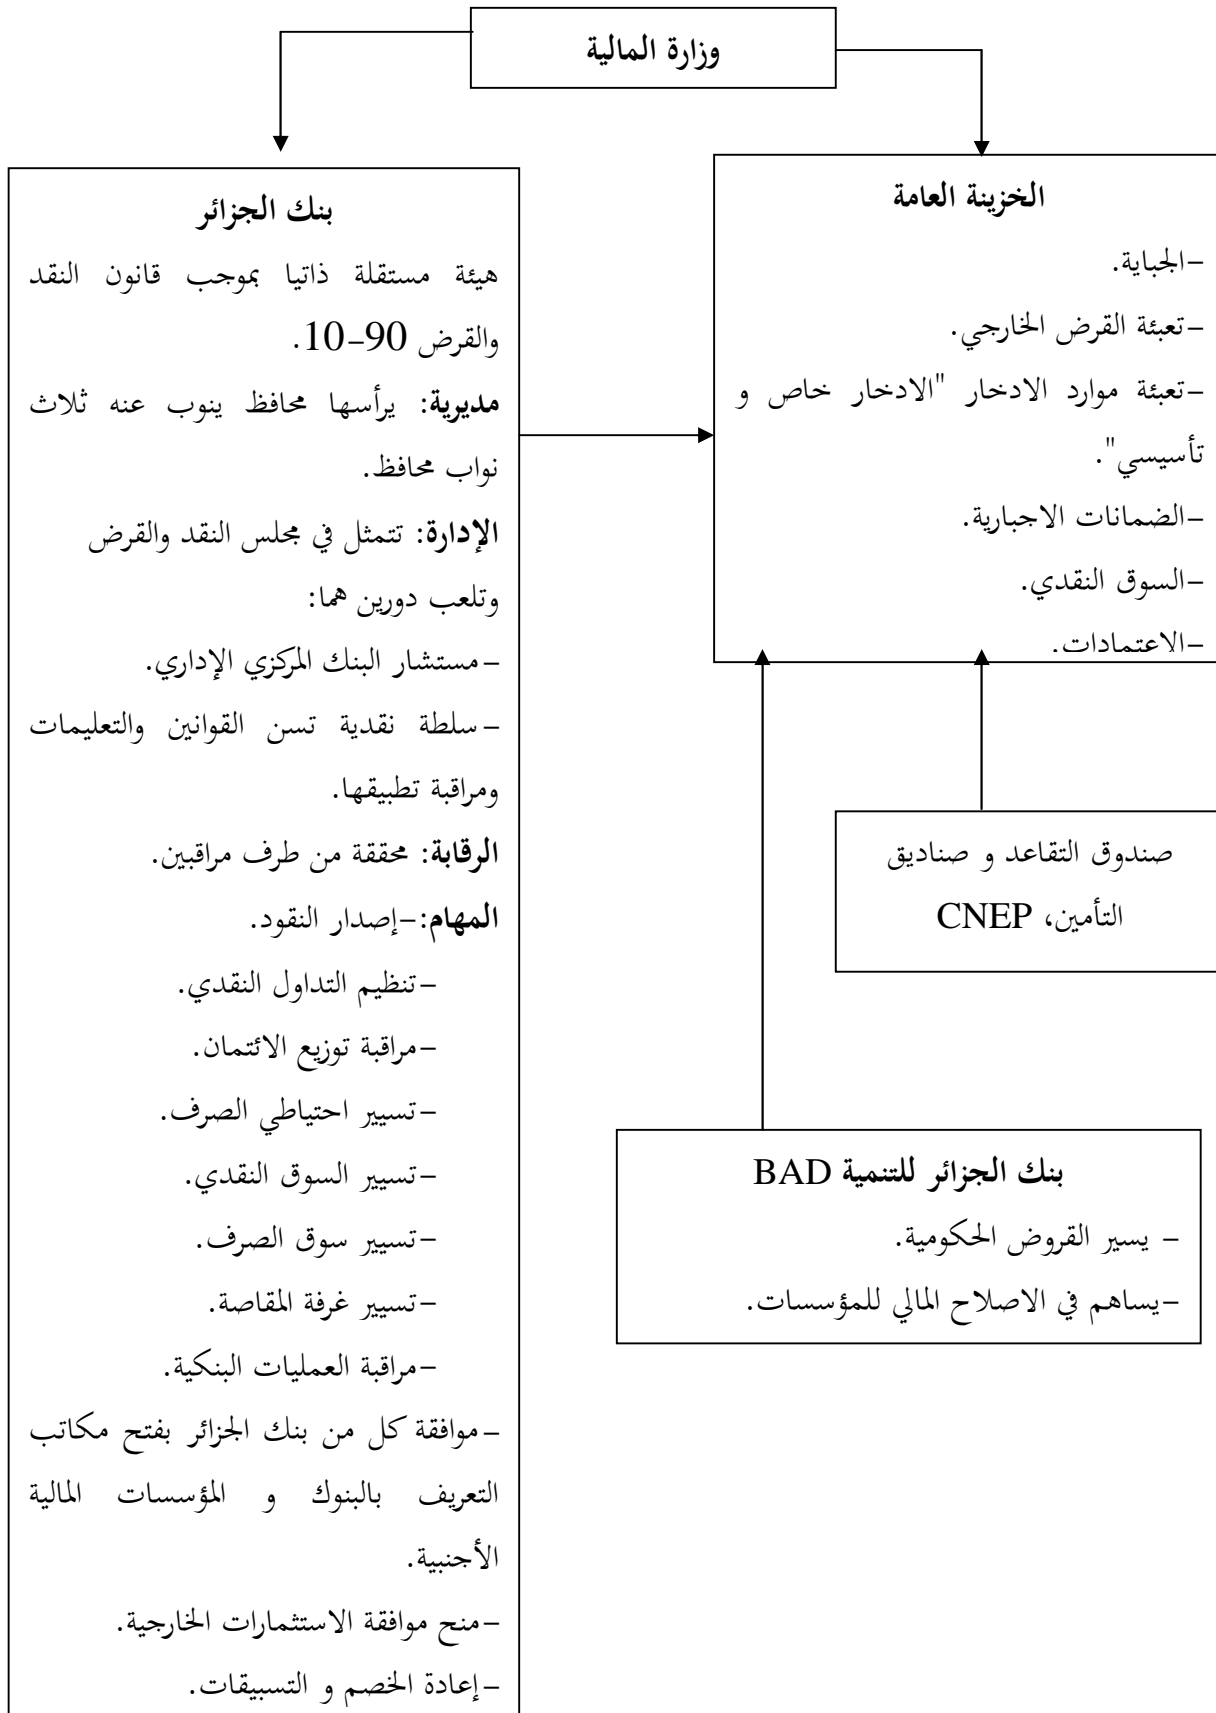 وزارة المالية
الخزينة العامة
-الجباية.
-تعبئة القرض الخارجي.
-تعبئة موارد الادخار "الادخار خاص و
تأسيسي".
-الضمانات الاجبارية.
-السوق النقدي.
-الاعتمادات.
بنك الجزائر
هيئة مستقلة ذاتيا بموجب قانون النقد
والقرض 90-10.
مديرية: يرأسها محافظ ينوب عنه ثلاث
نواب محافظ.
الإدارة: تتمثل في مجلس النقد والقرض
وتلعب دورين هما:
-مستشار البنك المركزي الإداري.
-سلطة نقدية تسن القوانين والتعليمات
ومراقبة تطبيقها.
الرقابة: محققة من طرف مراقبين.
المهام:-إصدار النقود.
-تنظيم التداول النقدي.
-مراقبة توزيع الائتمان.
-تسيير احتياطي الصرف.
-تسيير السوق النقدي.
-تسيير سوق الصرف.
-تسيير غرفة المقاصة.
-مراقبة العمليات البنكية.
-موافقة كل من بنك الجزائر بفتح مكاتب
التعريف بالبنوك و المؤسسات المالية
الأجنبية.
-منح موافقة الاستثمارات الخارجية.
-إعادة الخصم و التسبيقات.
صندوق التقاعد و صناديق
التأمين، CNEP
بنك الجزائر للتنمية BAD
- يسير القروض الحكومية.
-يساهم في الاصلاح المالي للمؤسسات.